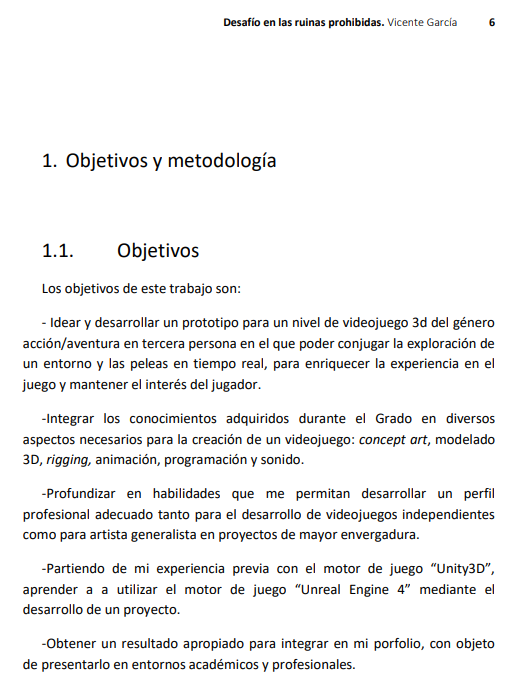 Desafío en las ruinas prohibidas. Vicente García 6
1. Objetivos y metodología
1.1. Objetivos
Los objetivos de este trabajo son:
- Idear y desarrollar un prototipo para un nivel de videojuego 3d del género
acción/aventura en tercera persona en el que poder conjugar la exploración de
un entorno y las peleas en tiempo real, para enriquecer la experiencia en el
juego y mantener el interés del jugador.
-Integrar los conocimientos adquiridos durante el Grado en diversos
aspectos necesarios para la creación de un videojuego: concept art, modelado
3D, rigging, animación, programación y sonido.
-Profundizar en habilidades que me permitan desarrollar un perfil
profesional adecuado tanto para el desarrollo de videojuegos independientes
como para artista generalista en proyectos de mayor envergadura.
-Partiendo de mi experiencia previa con el motor de juego “Unity3D”,
aprender a a utilizar el motor de juego “Unreal Engine 4” mediante el
desarrollo de un proyecto.
-Obtener un resultado apropiado para integrar en mi porfolio, con objeto
de presentarlo en entornos académicos y profesionales.